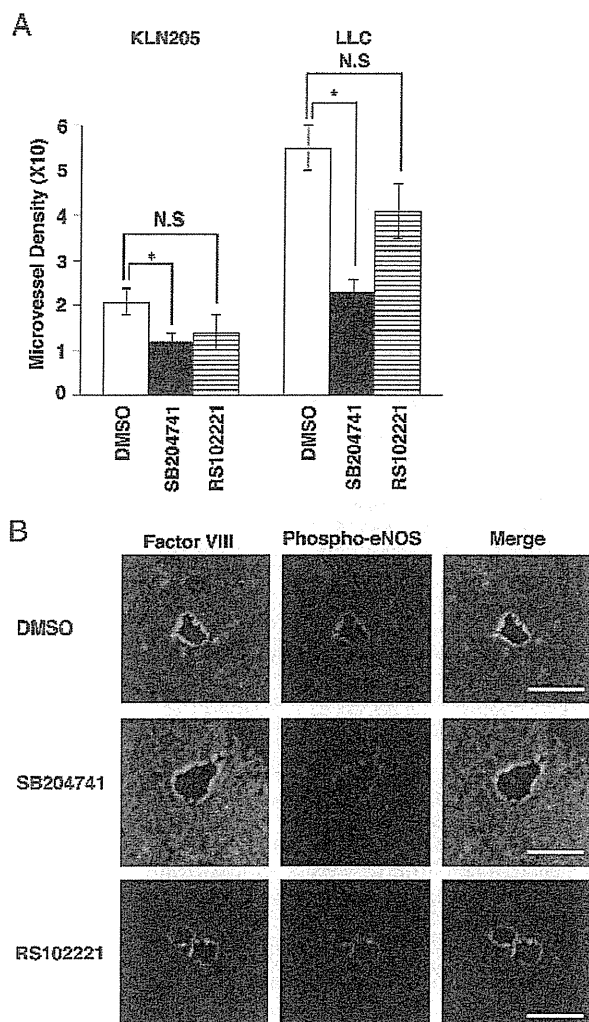 A
KLN205
LLC
N.S
*
N.S
*
Microvessel Density (X10)
6
5
4
3
2
1
0
DMSO
SB204741
RS102221
DMSO
SB204741
RS102221
B
Factor VIII
Phospho-eNOS
Merge
DMSO
SB204741
RS102221